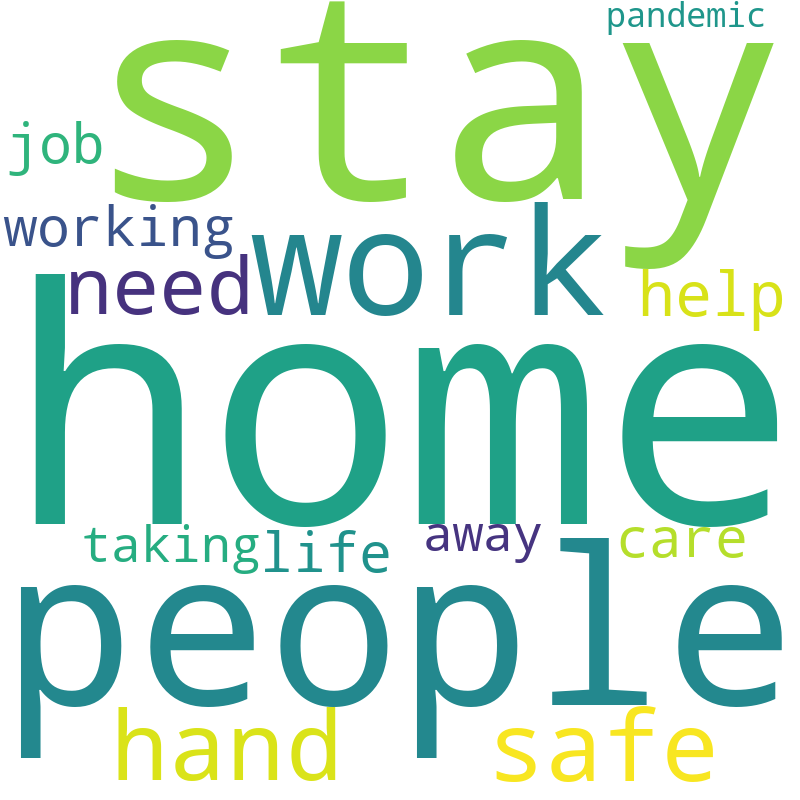 pandemic
stay
job
working
work
need
help
home
taking
life
away
care
people
hand
safe